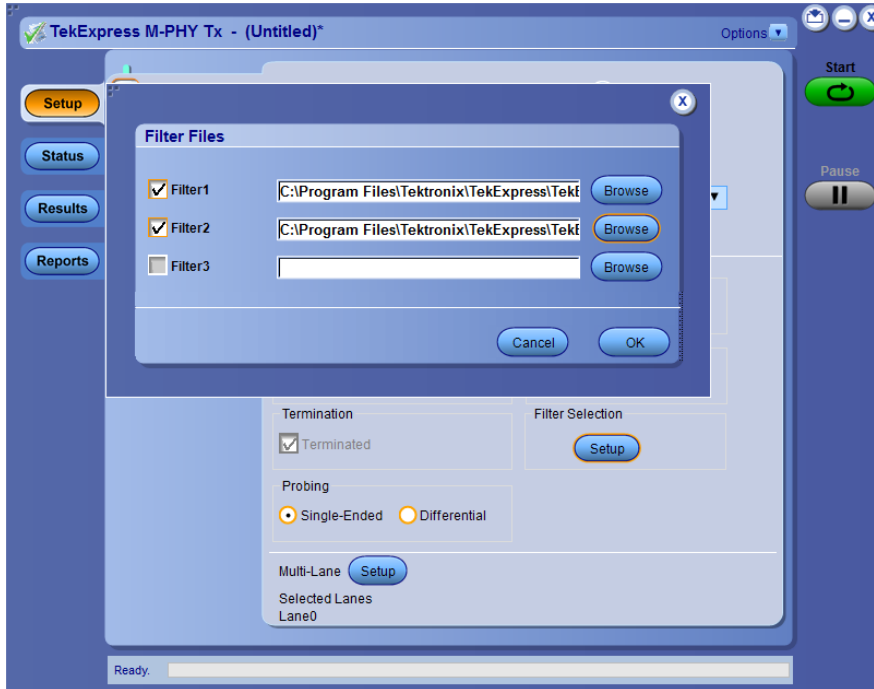 TekExpress M-PHY Tx - (Untitled)*
Options
Start
Setup
Filter Files
Status
Filter1
C:\Program Files\Tektronix\TekExpress\TekE
Browse
Pause
Results
Filter2
C:\Program Files\Tektronix\TekExpress\TekE
Browse
Reports
Filter3
Browse
Cancel
OK
Termination
Filter Selection
Terminated
Setup
Probing
Single-Ended
Differential
Multi-Lane
Setup
Selected Lanes
Lane0
Ready.